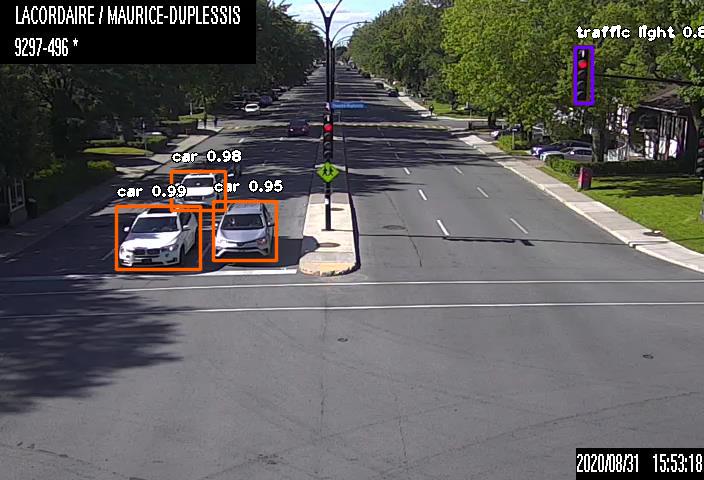 LACORDAIRE / MAURICE-DUPLESSIS
9297-496 *
traffic light 0.8
car 0.98
car 0.99
car 0.95
2020/08/31 15:53:18